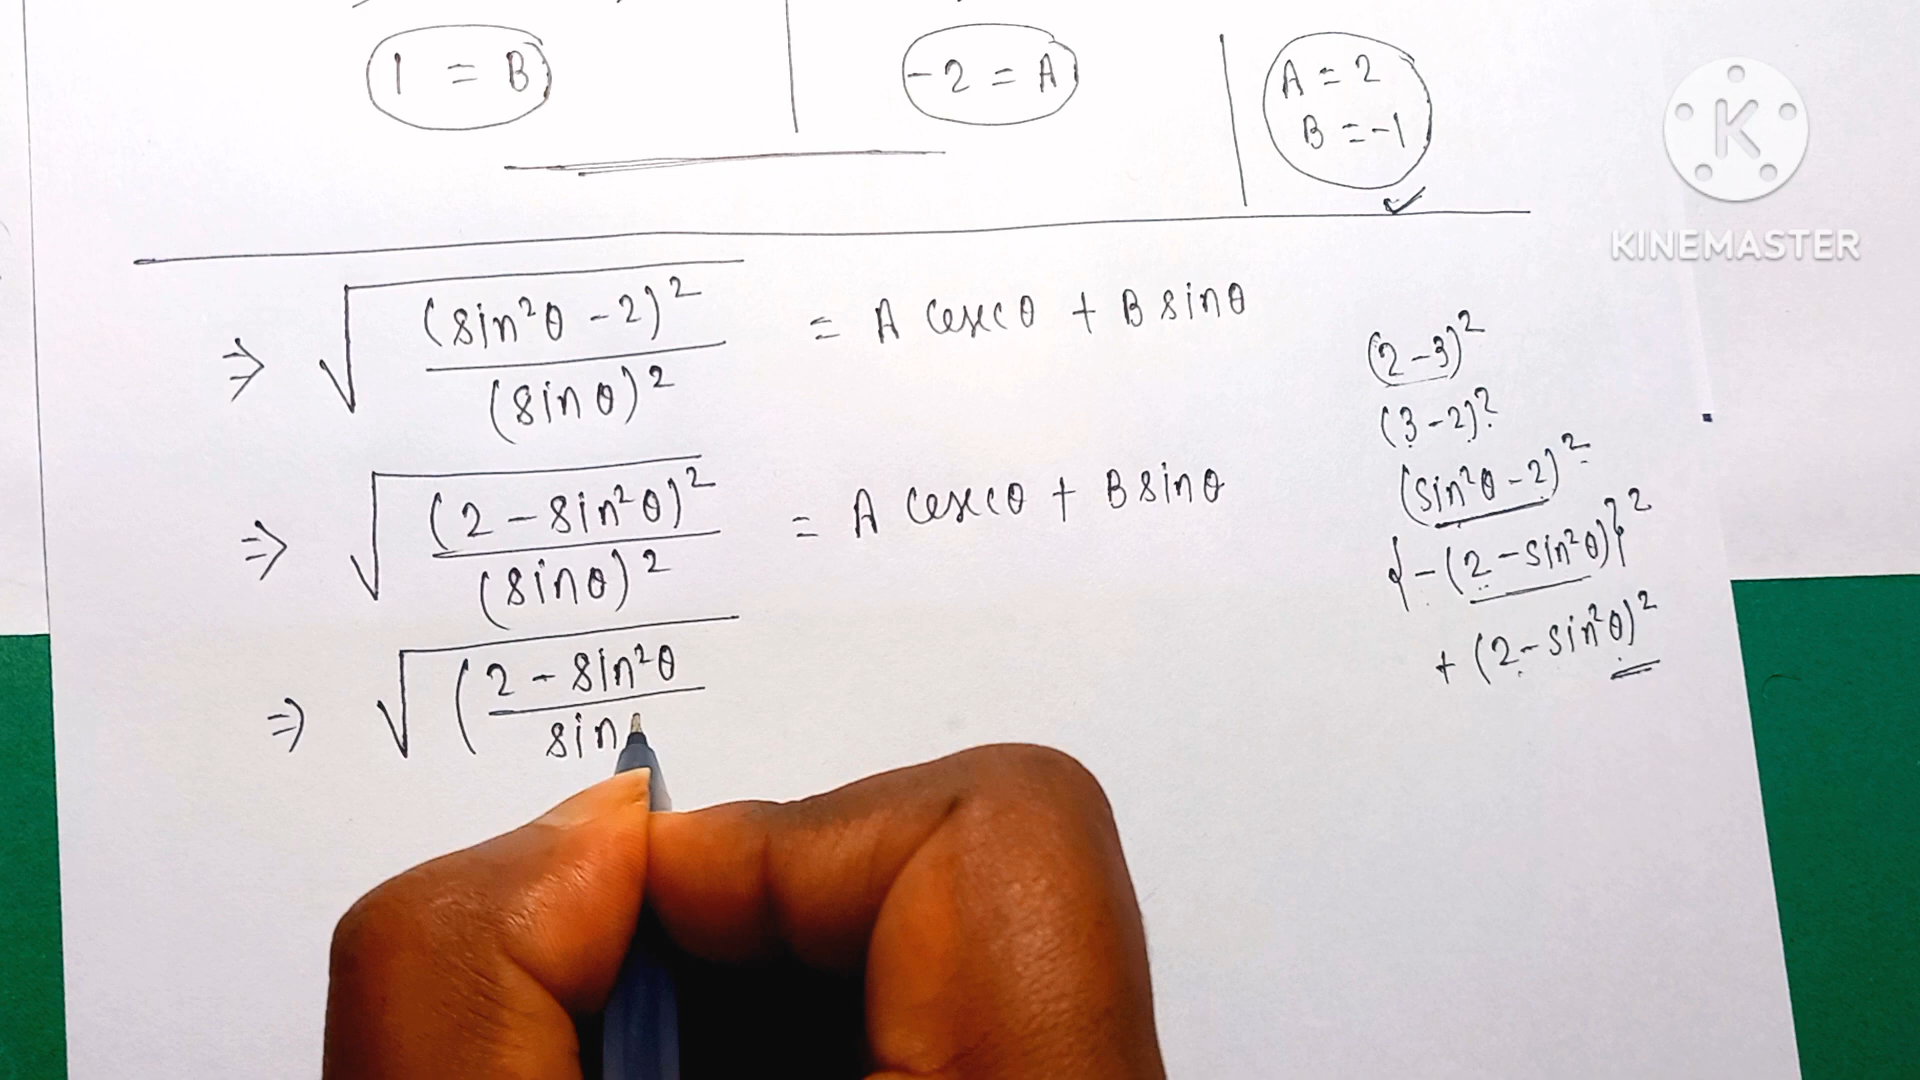 1 = B
-2 = A
A = 2
B = -1
K
KINEMASTER
⇒ √((sin²θ - 2)² / (sinθ)²) = A cosecθ + B sinθ
⇒ √((2 - sin²θ)² / (sinθ)²) = A cosecθ + B sinθ
⇒ √((2 - sin²θ / sin
(2 - 3)²
(3 - 2)²
(sin²θ - 2)²
{-(2 - sin²θ)}²
+ (2 - sin²θ)²